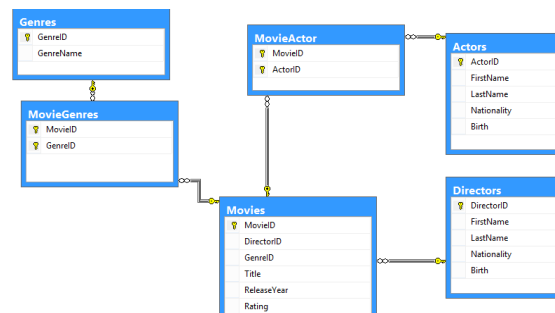 Genres
GenreID
GenreName
MovieGenres
MovieID
GenreID
MovieActor
MovieID
ActorID
Actors
ActorID
FirstName
LastName
Nationality
Birth
Movies
MovieID
DirectorID
GenreID
Title
ReleaseYear
Rating
Directors
DirectorID
FirstName
LastName
Nationality
Birth